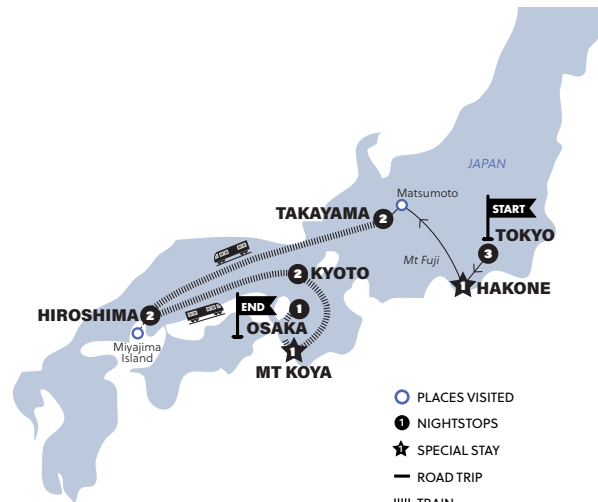 JAPAN
Matsumoto
TAKAYAMA 2
START
TOKYO
3
Mt Fuji
1 HAKONE
2 KYOTO
HIROSHIMA 2
END
1
OSAKA
Miyajima
Island
1
MT KOYA
PLACES VISITED
1 NIGHTSTOPS
1 SPECIAL STAY
ROAD TRIP
TRAIN